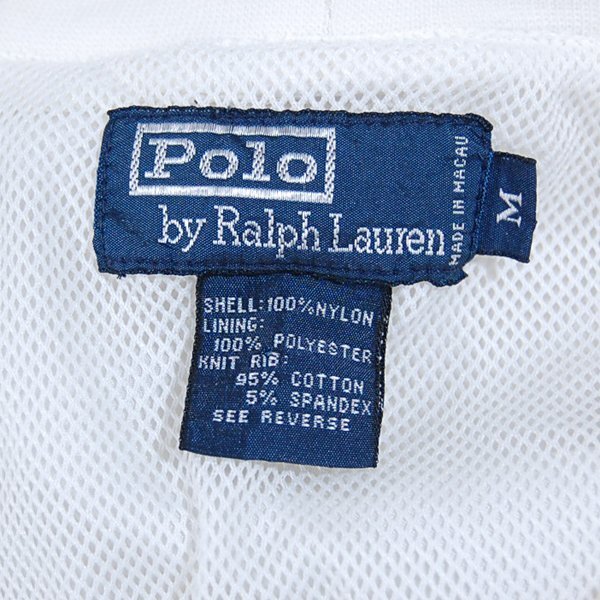 Polo
by Ralph Lauren
MADE IN MACAU
M
SHELL:100%NYLON
LINING:
100% POLYESTER
KNIT RIB:
95% COTTON
5% SPANDEX
SEE REVERSE